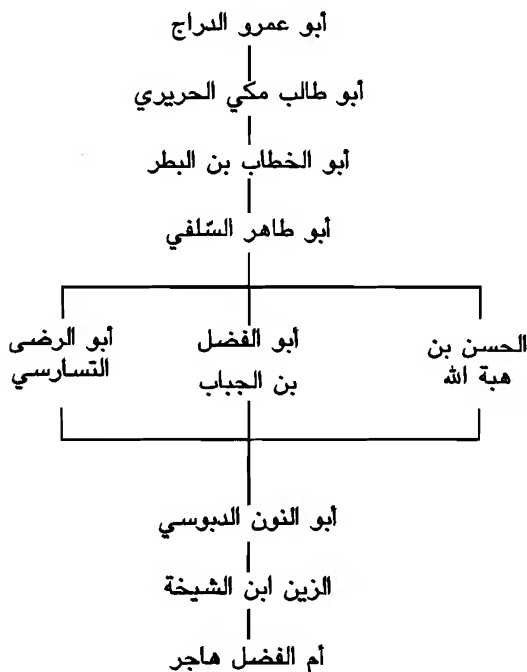 أبو عمرو الدراج
أبو طالب مكي الحريري
أبو الخطاب بن البطر
أبو طاهر السّلفي
الحسن بن
هبة الله
أبو الفضل
بن الجباب
أبو الرضى
التسارسي
أبو النون الدبوسي
الزين ابن الشيخة
أم الفضل هاجر